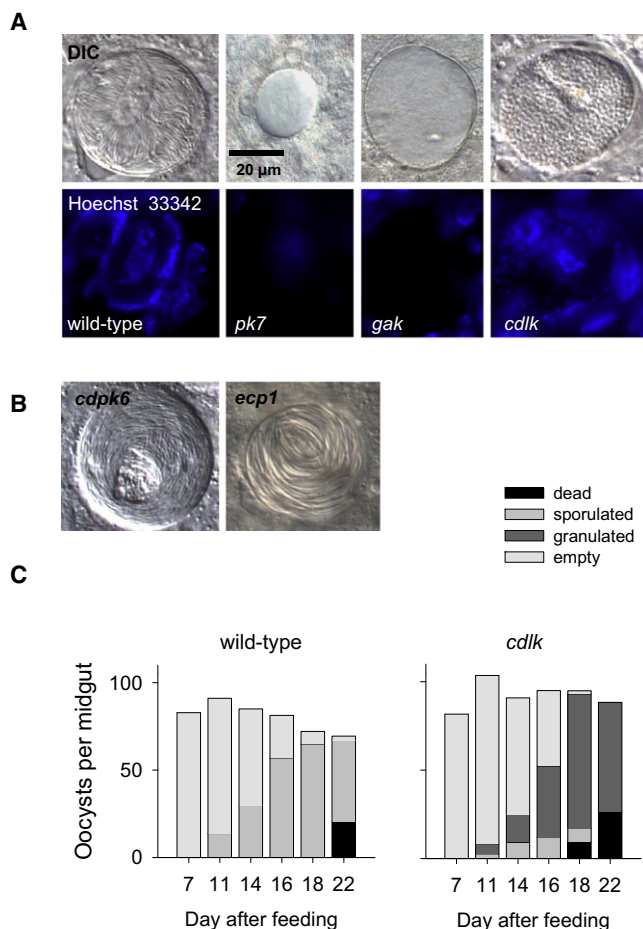 A
DIC
20 µm
Hoechst 33342
wild-type
pk7
gak
cdlk
B
cdpk6
ecp1
dead
sporulated
granulated
empty
C
wild-type
cdlk
Oocysts per midgut
100
50
0
7 11 14 16 18 22
7 11 14 16 18 22
Day after feeding
Day after feeding